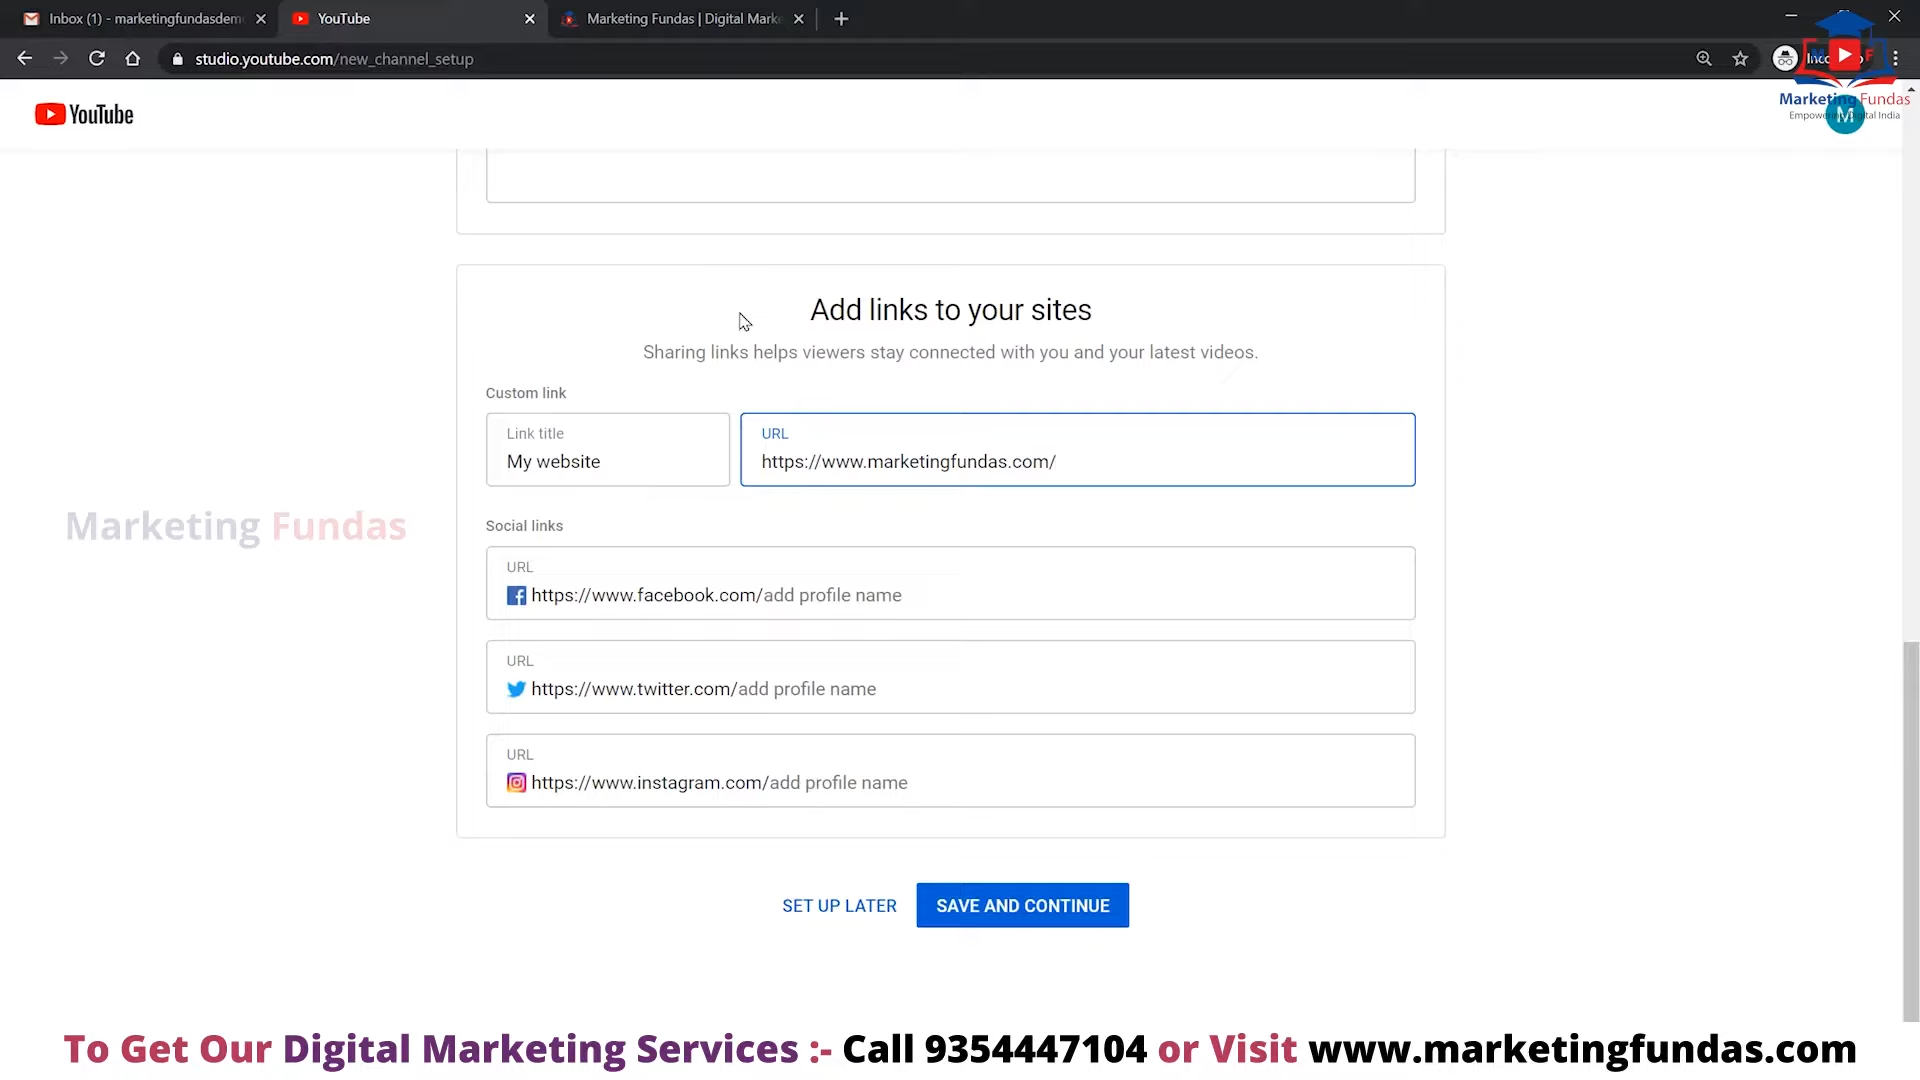 Inbox (1) - marketingfundasdem
YouTube
Marketing Fundas | Digital Mark
studio.youtube.com/new_channel_setup
YouTube
Marketing Fundas
M
Add links to your sites
Sharing links helps viewers stay connected with you and your latest videos.
Custom link
Link title
My website
URL
https://www.marketingfundas.com/
Marketing Fundas
Social links
URL
https://www.facebook.com/add profile name
URL
https://www.twitter.com/add profile name
URL
https://www.instagram.com/add profile name
SET UP LATER
SAVE AND CONTINUE
To Get Our Digital Marketing Services :- Call 9354447104 or Visit www.marketingfundas.com